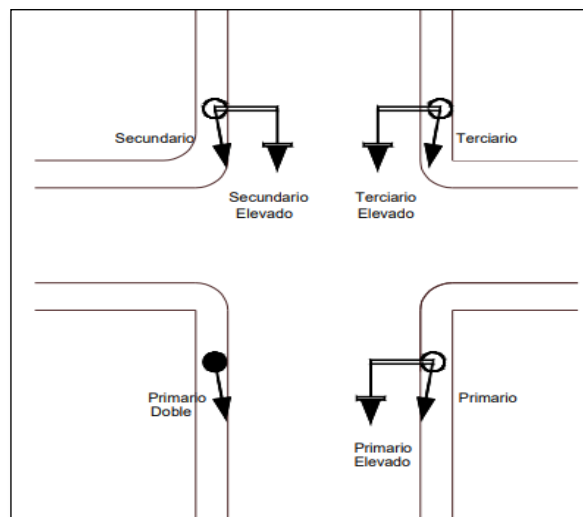 Secundario
Terciario
Secundario
Elevado
Terciario
Elevado
Primario
Doble
Primario
Primario
Elevado